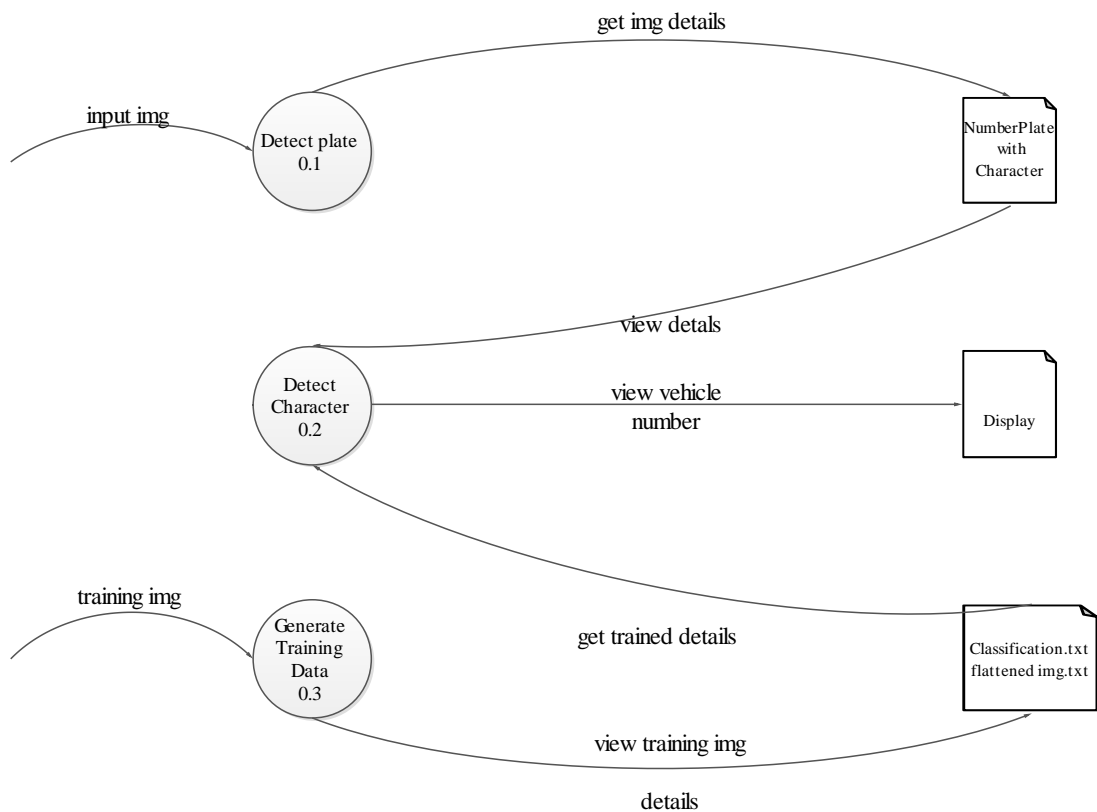 get img details
input img
Detect plate
0.1
NumberPlate
with
Character
view detals
Detect
Character
0.2
view vehicle
number
Display
training img
Generate
Training
Data
0.3
get trained details
Classification.txt
flattened img.txt
view training img
details